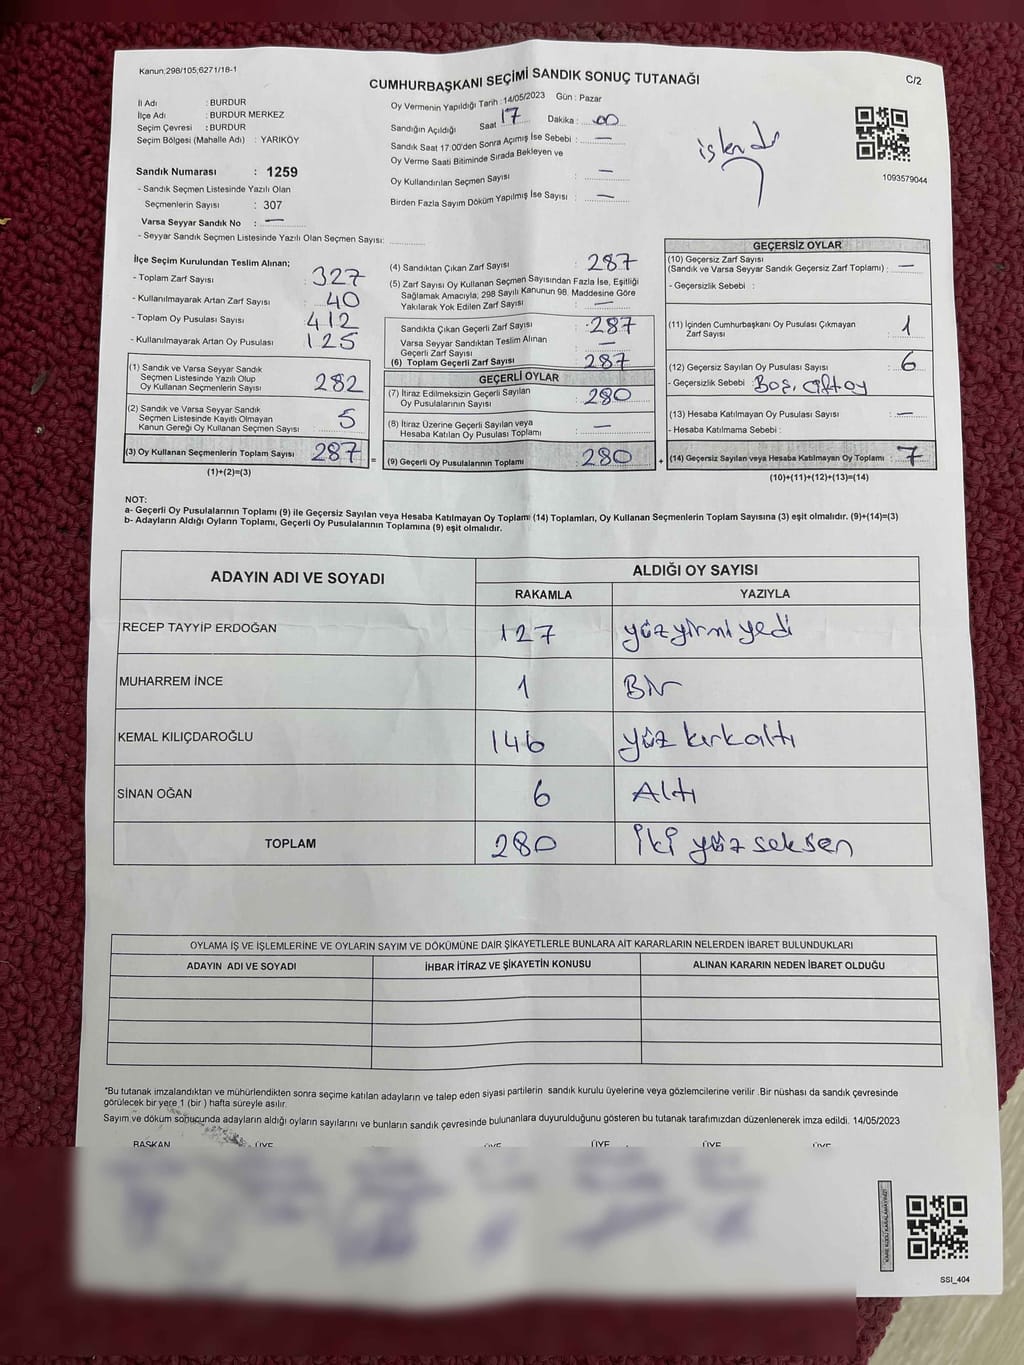 Kanun;298/105;6271/18-1
CUMHURBAŞKANI SEÇİMİ SANDIK SONUÇ TUTANAĞI
C/2
İl Adı : BURDUR
İlçe Adı : BURDUR MERKEZ
Seçim Çevresi : BURDUR
Seçim Bölgesi (Mahalle Adı) : YARIKÖY
Sandık Numarası : 1259
- Sandık Seçmen Listesinde Yazılı Olan
Seçmenlerin Sayısı : 307
Varsa Seyyar Sandık No : —
- Seyyar Sandık Seçmen Listesinde Yazılı Olan Seçmen Sayısı: ............
Oy Vermenin Yapıldığı Tarih : 14/05/2023 Gün : Pazar
Sandığın Açıldığı Saat 17 Dakika : 00
Sandık Saat 17:00'den Sonra Açımış İse Sebebi : —
Oy Verme Saati Bitiminde Sırada Bekleyen ve
Oy Kullandırılan Seçmen Sayısı : —
Birden Fazla Sayım Döküm Yapılmış İse Sayısı : —
1093579044
İlçe Seçim Kurulundan Teslim Alınan;
- Toplam Zarf Sayısı : 327
- Kullanılmayarak Artan Zarf Sayısı : 40
- Toplam Oy Pusulası Sayısı : 412
- Kullanılmayarak Artan Oy Pusulası : 125
(1) Sandık ve Varsa Seyyar Sandık
Seçmen Listesinde Yazılı Olup
Oy Kullanan Seçmenlerin Sayısı : 282
(2) Sandık ve Varsa Seyyar Sandık
Seçmen Listesinde Kayıtlı Olmayan
Kanun Gereği Oy Kullanan Seçmen Sayısı : 5
(3) Oy Kullanan Seçmenlerin Toplam Sayısı : 287
(1)+(2)=(3)
(4) Sandıktan Çıkan Zarf Sayısı : 287
(5) Zarf Sayısı Oy Kullanan Seçmen Sayısından Fazla İse, Eşitliği
Sağlamak Amacıyla; 298 Sayılı Kanunun 98. Maddesine Göre
Yakılarak Yok Edilen Zarf Sayısı : —
Sandıkta Çıkan Geçerli Zarf Sayısı : 287
Varsa Seyyar Sandıktan Teslim Alınan
Geçerli Zarf Sayısı : —
(6) Toplam Geçerli Zarf Sayısı : 287
GEÇERLİ OYLAR
(7) İtiraz Edilmeksizin Geçerli Sayılan
Oy Pusulalarının Sayısı : 280
(8) İtiraz Üzerine Geçerli Sayılan veya
Hesaba Katılan Oy Pusulası Toplamı : —
=
(9) Geçerli Oy Pusulalarının Toplamı : 280
+
GEÇERSİZ OYLAR
(10) Geçersiz Zarf Sayısı
(Sandık ve Varsa Seyyar Sandık Geçersiz Zarf Toplamı) : —
- Geçersizlik Sebebi :
(11) İçinden Cumhurbaşkanı Oy Pusulası Çıkmayan
Zarf Sayısı : 1
(12) Geçersiz Sayılan Oy Pusulası Sayısı : 6
- Geçersizlik Sebebi : Boş, çiftoy
(13) Hesaba Katılmayan Oy Pusulası Sayısı : —
- Hesaba Katılmama Sebebi :
(14) Geçersiz Sayılan veya Hesaba Katılmayan Oy Toplamı : 7
(10)+(11)+(12)+(13)=(14)
NOT:
a- Geçerli Oy Pusulalarının Toplamı (9) ile Geçersiz Sayılan veya Hesaba Katılmayan Oy Toplamı (14) Toplamları, Oy Kullanan Seçmenlerin Toplam Sayısına (3) eşit olmalıdır. (9)+(14)=(3)
b- Adayların Aldığı Oyların Toplamı, Geçerli Oy Pusulalarının Toplamına (9) eşit olmalıdır.
ADAYIN ADI VE SOYADI
ALDIĞI OY SAYISI
RAKAMLA YAZIYLA
RECEP TAYYİP ERDOĞAN 127 yüzyirmi yedi
MUHARREM İNCE 1 Bir
KEMAL KILIÇDAROĞLU 146 yüz kırkaltı
SİNAN OĞAN 6 Altı
TOPLAM 280 iki yüz seksen
OYLAMA İŞ VE İŞLEMLERİNE VE OYLARIN SAYIM VE DÖKÜMÜNE DAİR ŞİKAYETLERLE BUNLARA AİT KARARLARIN NELERDEN İBARET BULUNDUKLARI
ADAYIN ADI VE SOYADI İHBAR İTİRAZ VE ŞİKAYETİN KONUSU ALINAN KARARIN NEDEN İBARET OLDUĞU
*Bu tutanak imzalandıktan ve mühürlendikten sonra seçime katılan adayların ve talep eden siyasi partilerin sandık kurulu üyelerine veya gözlemcilerine verilir .Bir nüshası da sandık çevresinde
görülecek bir yere 1 (bir ) hafta süreyle asılır.
Sayım ve döküm sonucunda adayların aldığı oyların sayılarını ve bunların sandık çevresinde bulunanlara duyurulduğunu gösteren bu tutanak tarafımızdan düzenlenerek imza edildi. 14/05/2023
BAŞKAN ÜYE ÜYE ÜYE ÜYE ÜYE
SSI_404